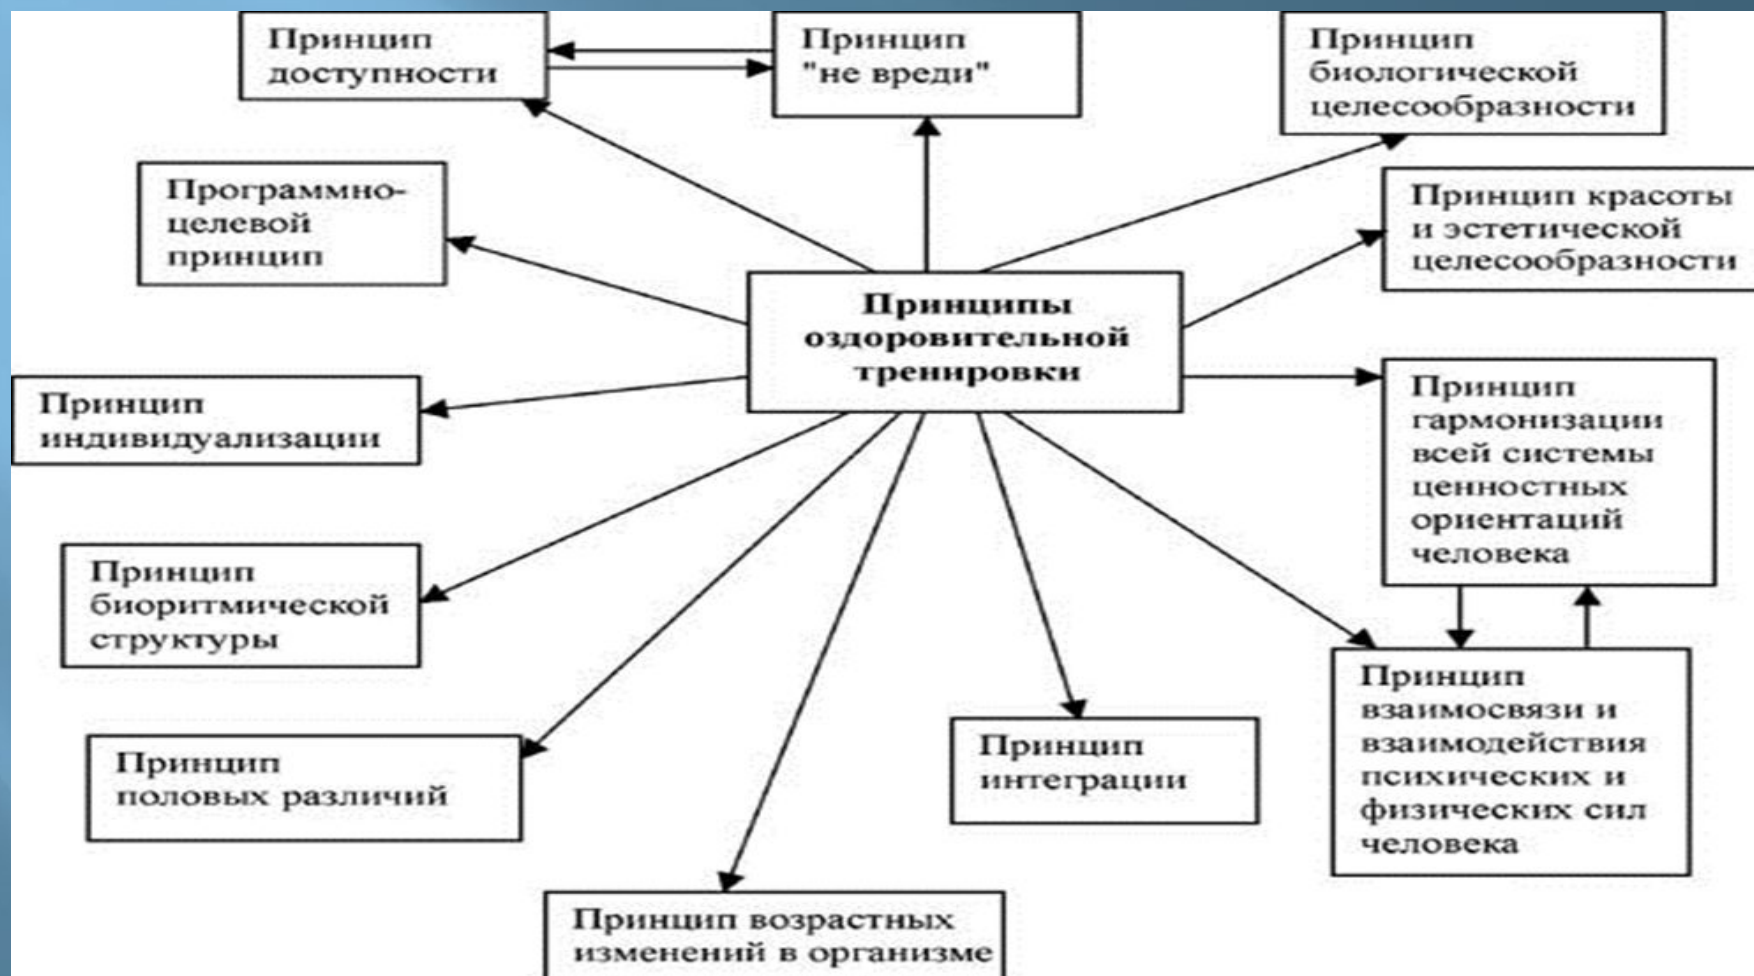 Принцип
доступности
Принцип
"не вреди"
Принцип
биологической
целесообразности
Программно-
целевой
принцип
Принцип красоты
и эстетической
целесообразности
Принципы
оздоровительной
тренировки
Принцип
индивидуализации
Принцип
гармонизации
всей системы
ценностных
ориентаций
человека
Принцип
биоритмической
структуры
Принцип
взаимосвязи и
взаимодействия
психических и
физических сил
человека
Принцип
половых различий
Принцип
интеграции
Принцип возрастных
изменений в организме